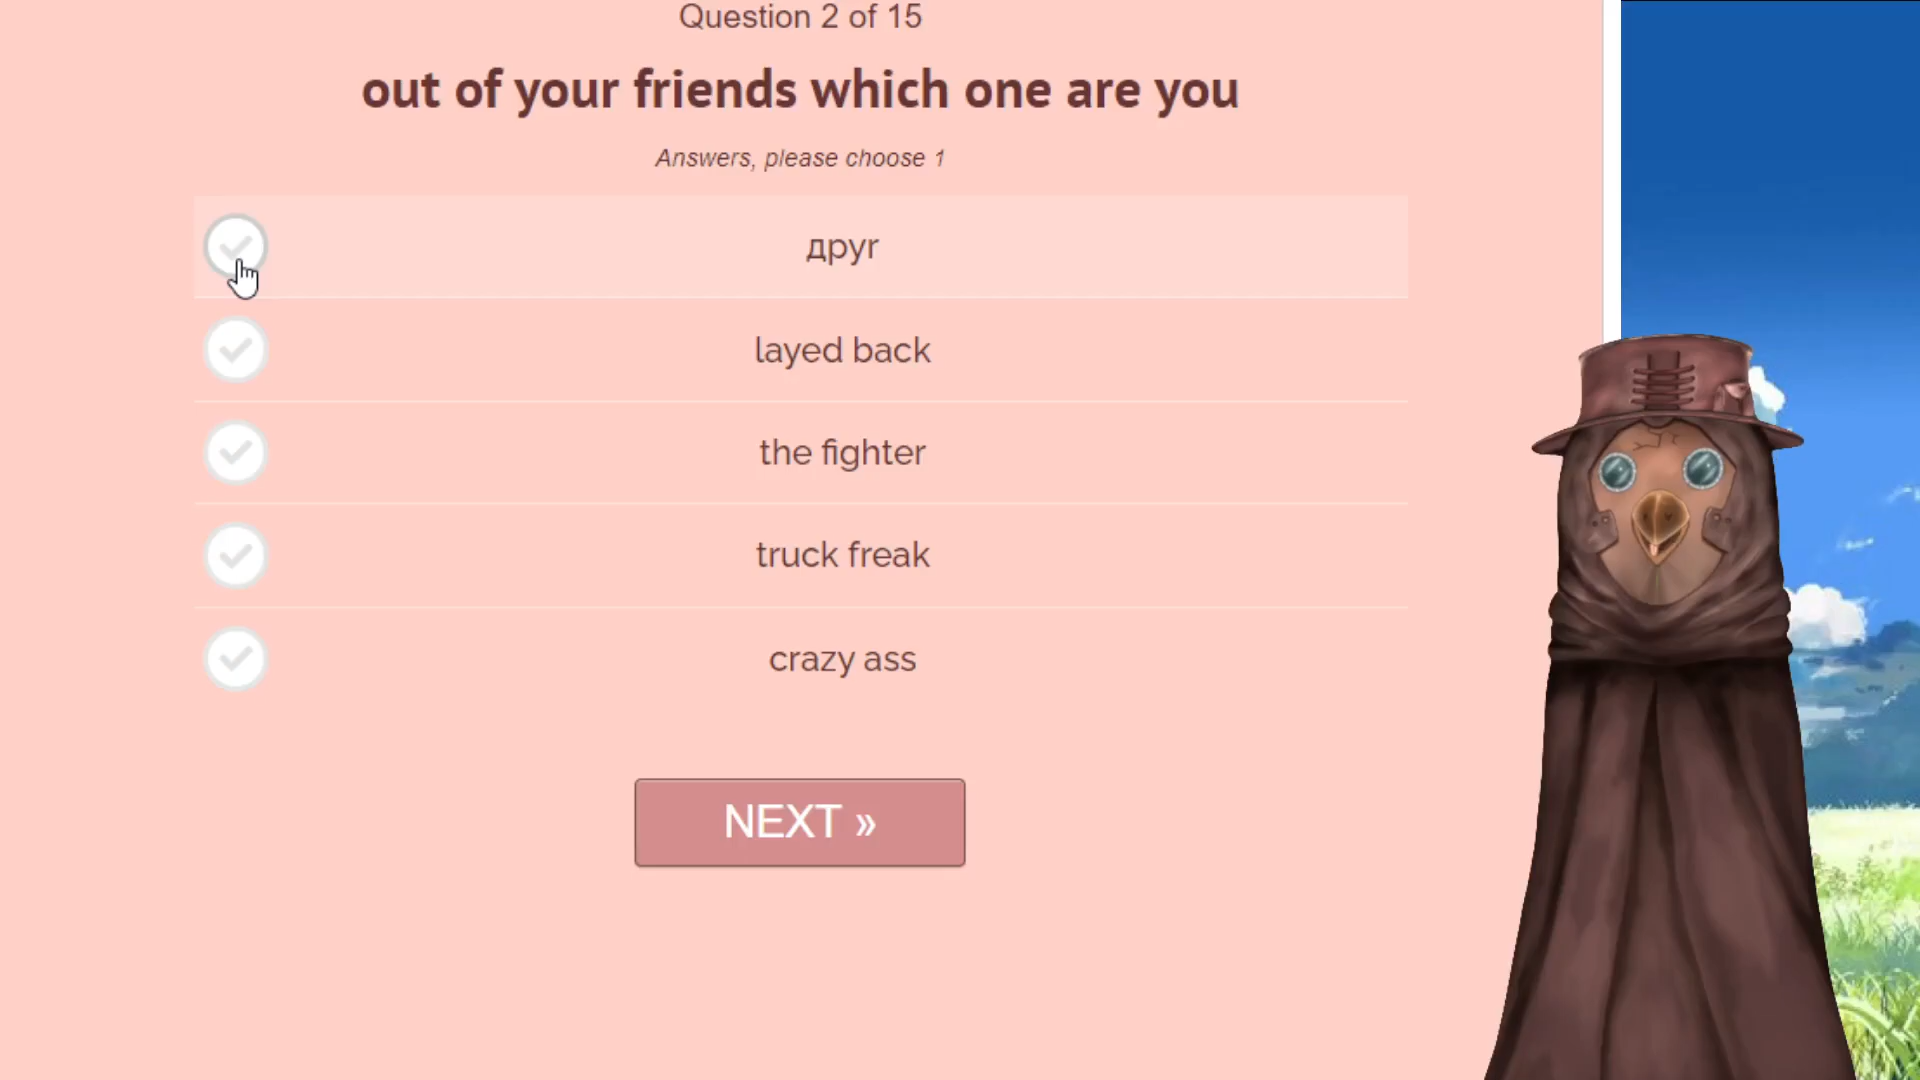 Question 2 of 15
out of your friends which one are you
Answers, please choose 1
друг
layed back
the fighter
truck freak
crazy ass
NEXT »